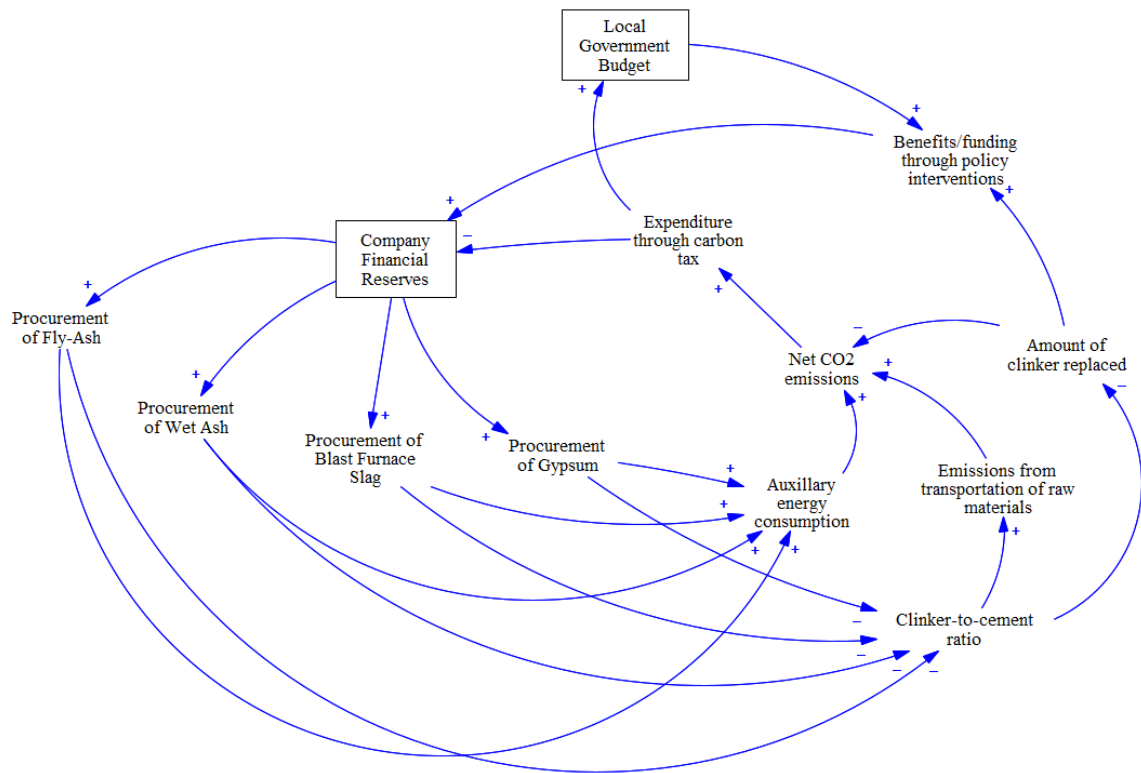 Local
Government
Budget
+
+
Benefits/funding
through policy
interventions
+
+
Expenditure
through carbon
tax
–
Company
Financial
Reserves
+
+
Procurement
of Fly-Ash
–
Net CO2
emissions
+
+
Amount of
clinker replaced
–
+
Procurement
of Wet Ash
+
Procurement of
Blast Furnace
Slag
+
Procurement
of Gypsum
+
+
Auxillary
energy
consumption
+
+
Emissions from
transportation of raw
materials
+
Clinker-to-cement
ratio
–
–
–
–